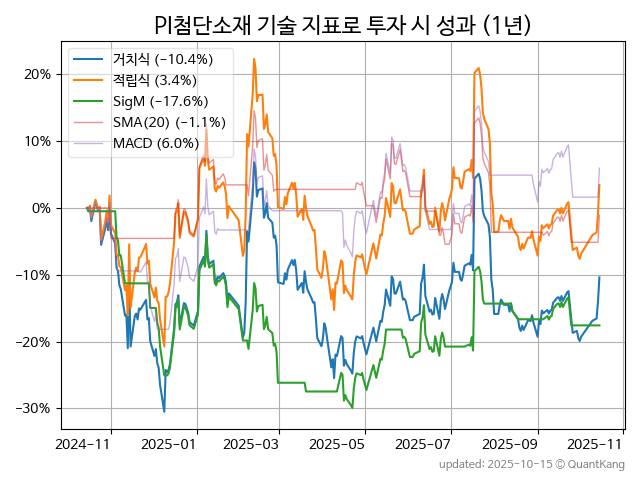 PI첨단소재 기술 지표로 투자 시 성과 (1년)
거치식 (-10.4%)
적립식 (3.4%)
SigM (-17.6%)
SMA(20) (-1.1%)
MACD (6.0%)
20%
10%
0%
-10%
-20%
-30%
2024-11 2025-01 2025-03 2025-05 2025-07 2025-09 2025-11
updated: 2025-10-15 © QuantKang